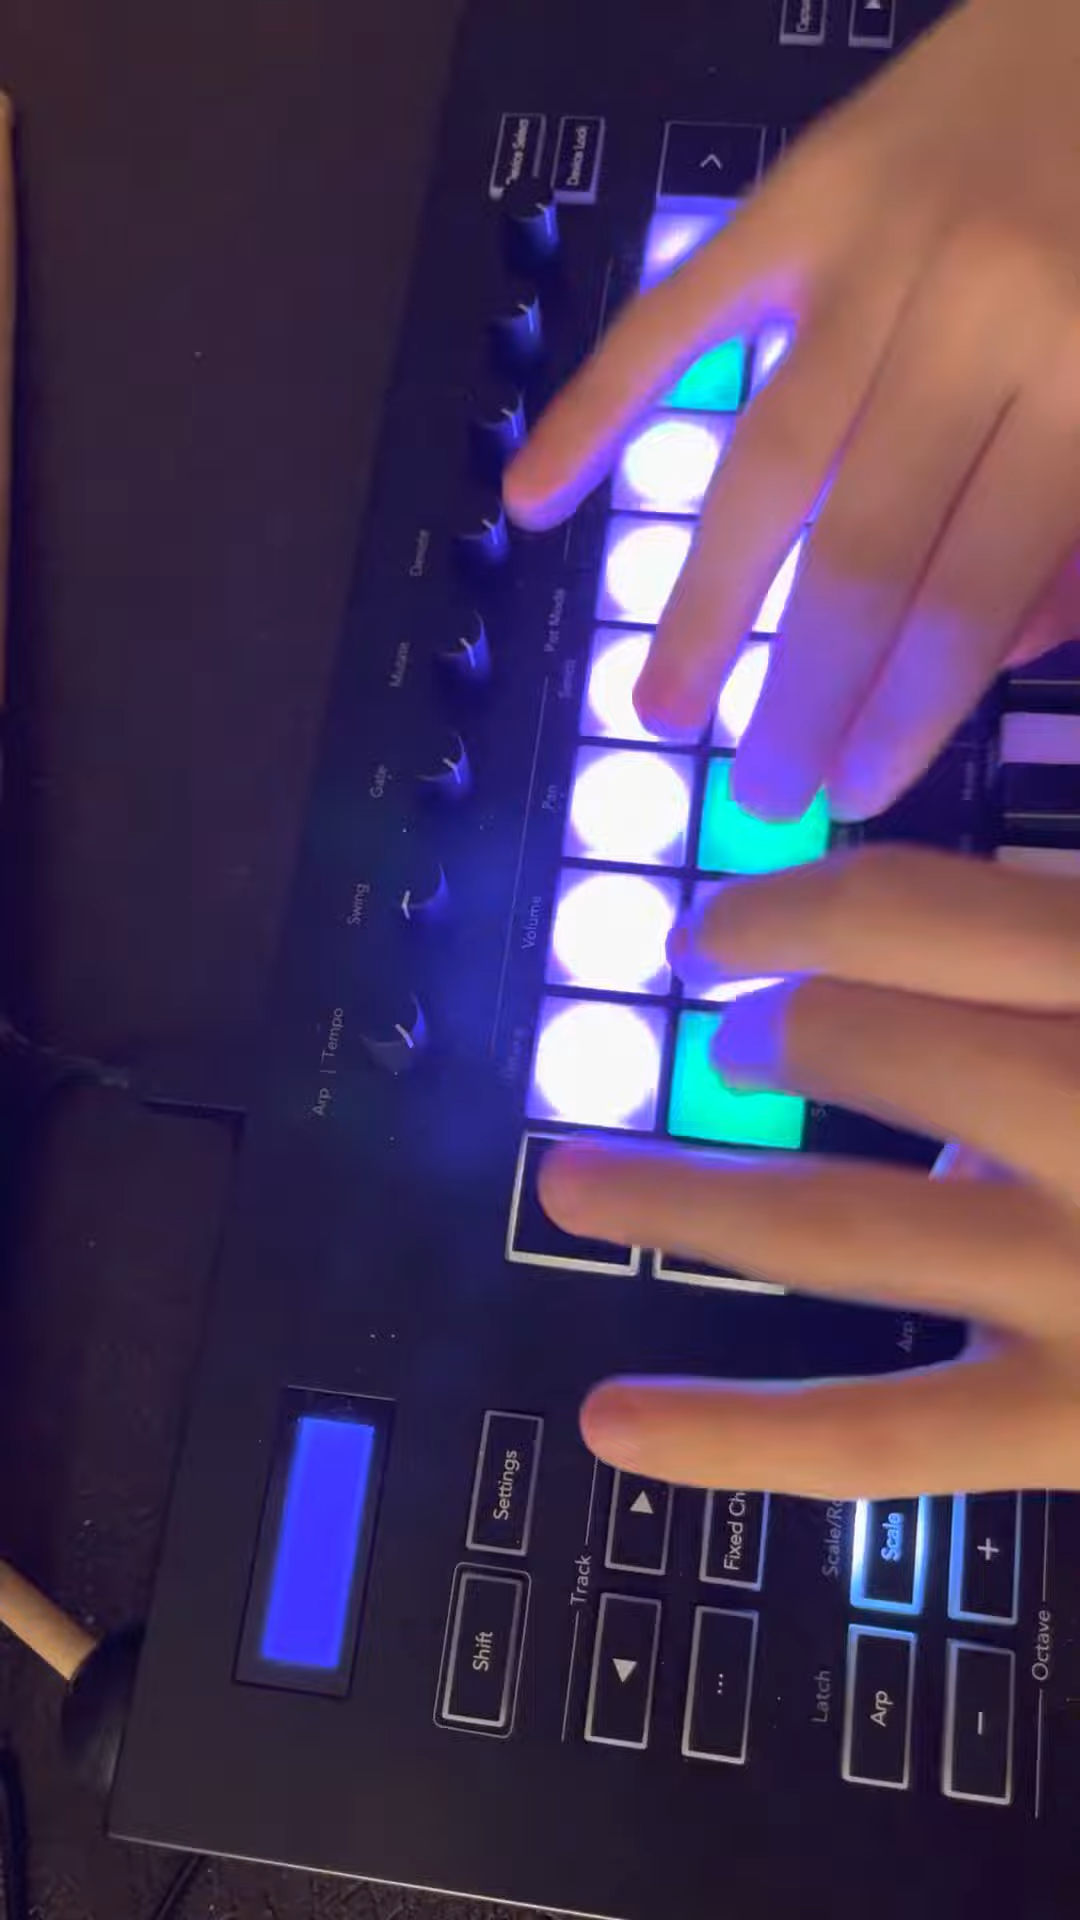 Device Select
Device Lock
Arp | Tempo
Swing
Gate
Mutate
Deviate
Volume
Pan
Sends
Pot Mode
Settings
Shift
Track
Fixed Ch
...
Latch
Scale
Arp
+
−
Octave